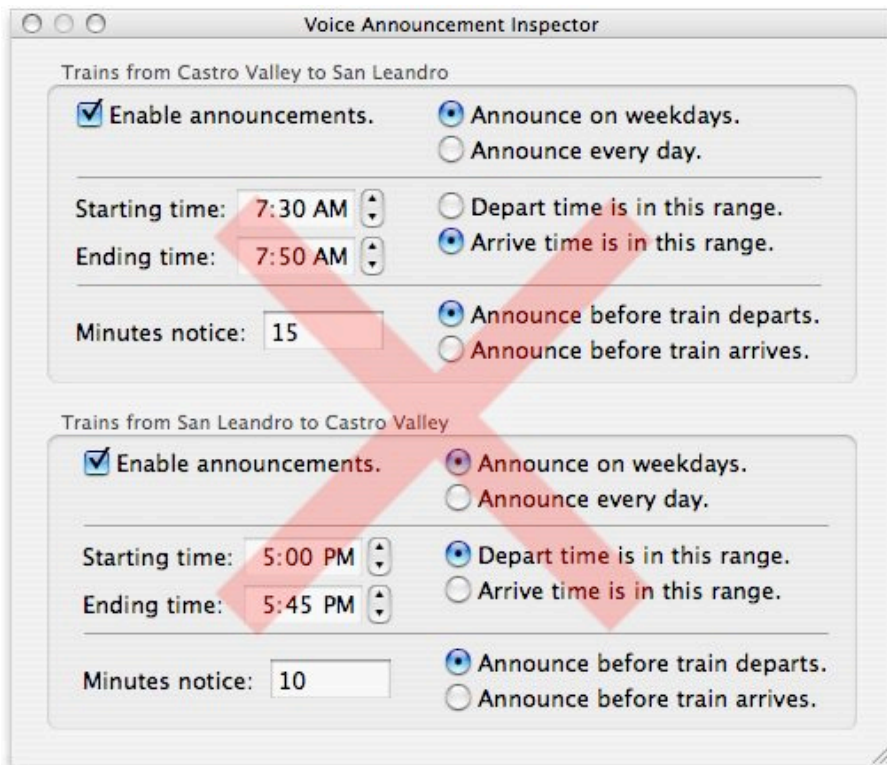 Voice Announcement Inspector
Trains from Castro Valley to San Leandro
Enable announcements.
Announce on weekdays.
Announce every day.
Starting time: 7:30 AM
Ending time: 7:50 AM
Depart time is in this range.
Arrive time is in this range.
Minutes notice: 15
Announce before train departs.
Announce before train arrives.
Trains from San Leandro to Castro Valley
Enable announcements.
Announce on weekdays.
Announce every day.
Starting time: 5:00 PM
Ending time: 5:45 PM
Depart time is in this range.
Arrive time is in this range.
Minutes notice: 10
Announce before train departs.
Announce before train arrives.